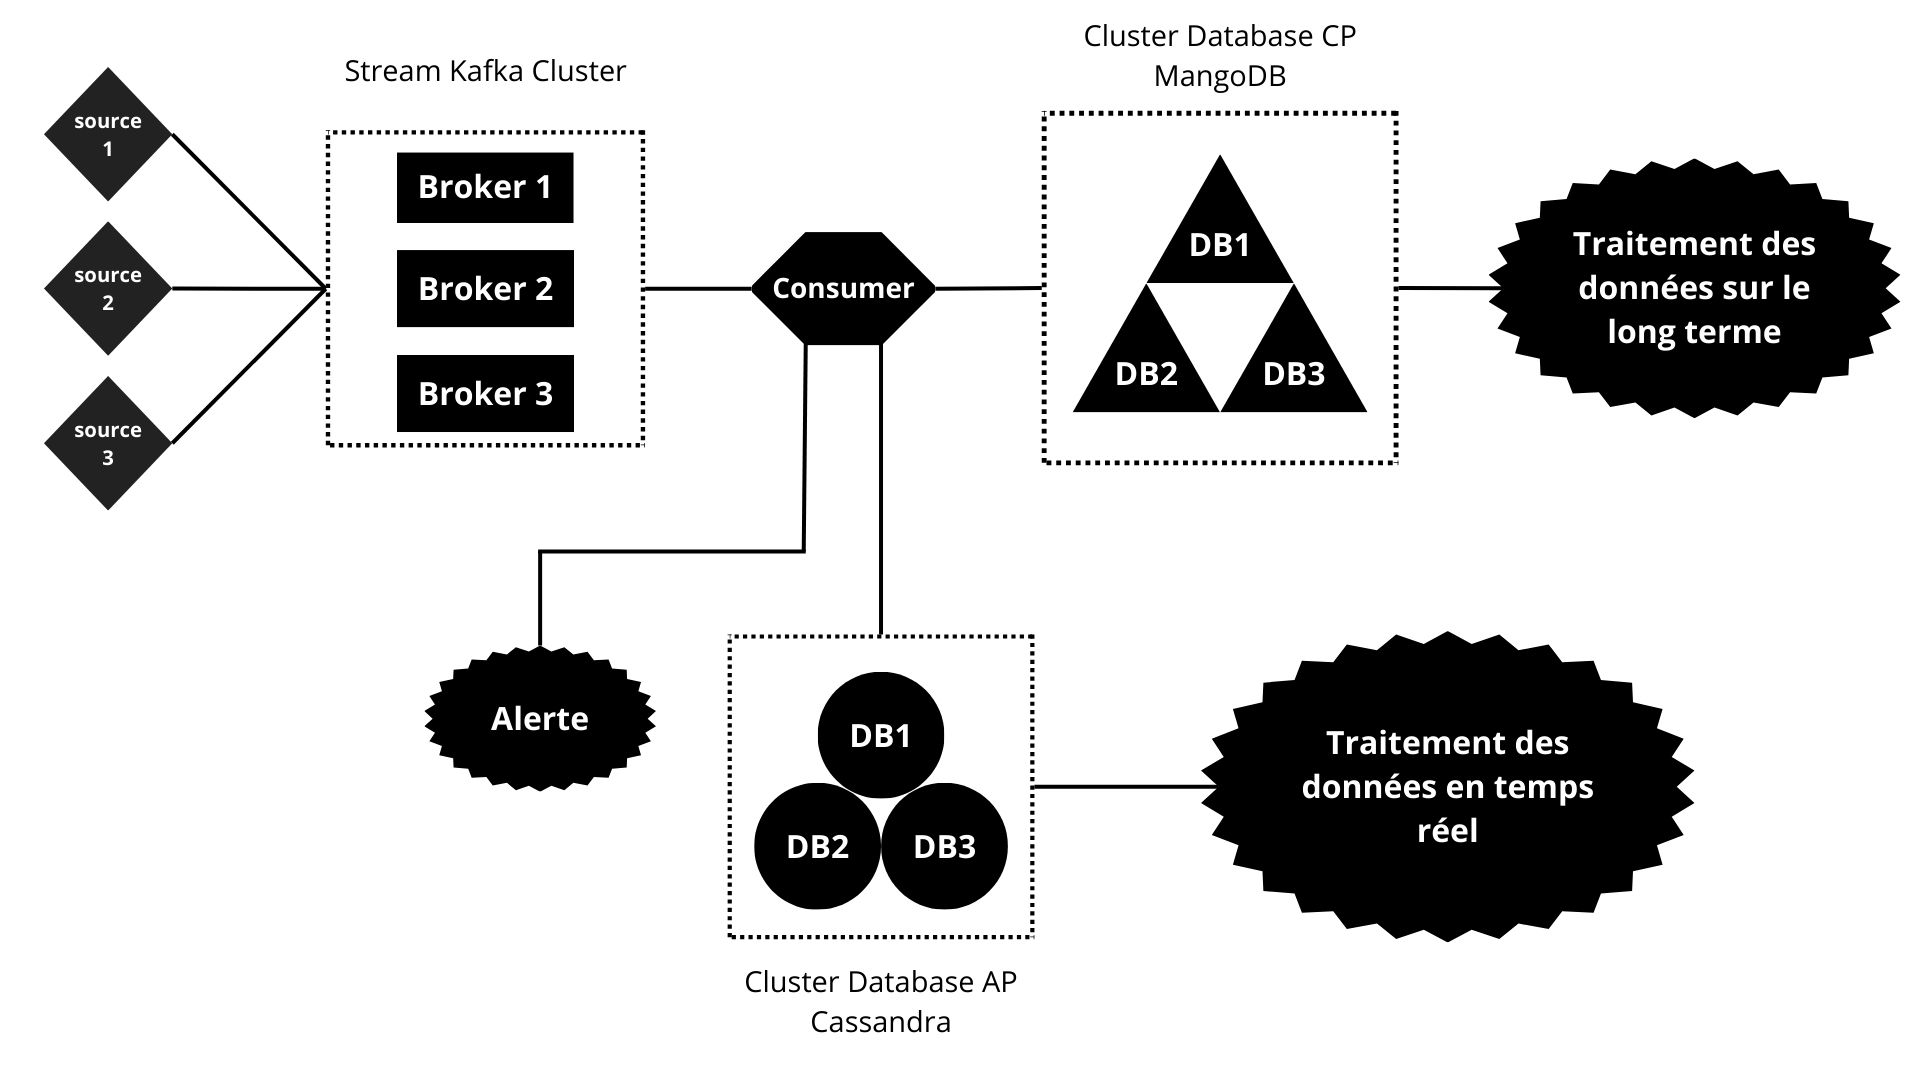 Cluster Database CP
MangoDB
Stream Kafka Cluster
source
1
source
2
source
3
Broker 1
Broker 2
Broker 3
Consumer
DB1
DB2
DB3
Traitement des
données sur le
long terme
Alerte
DB1
DB2
DB3
Traitement des
données en temps
réel
Cluster Database AP
Cassandra